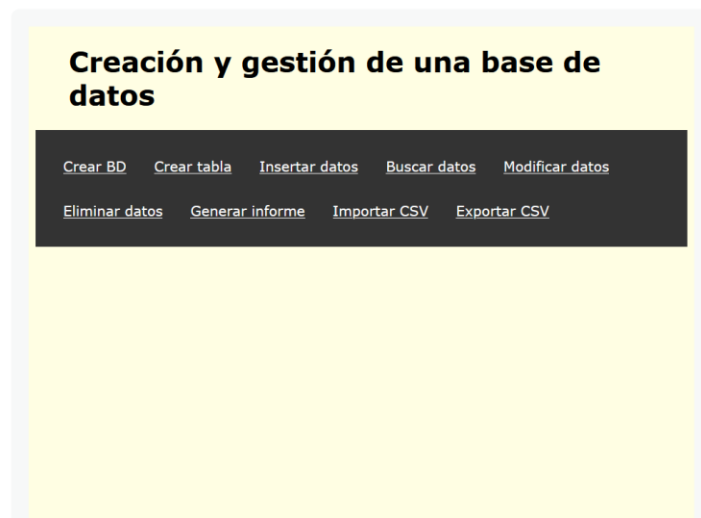 Creación y gestión de una base de
datos
Crear BD Crear tabla Insertar datos Buscar datos Modificar datos
Eliminar datos Generar informe Importar CSV Exportar CSV